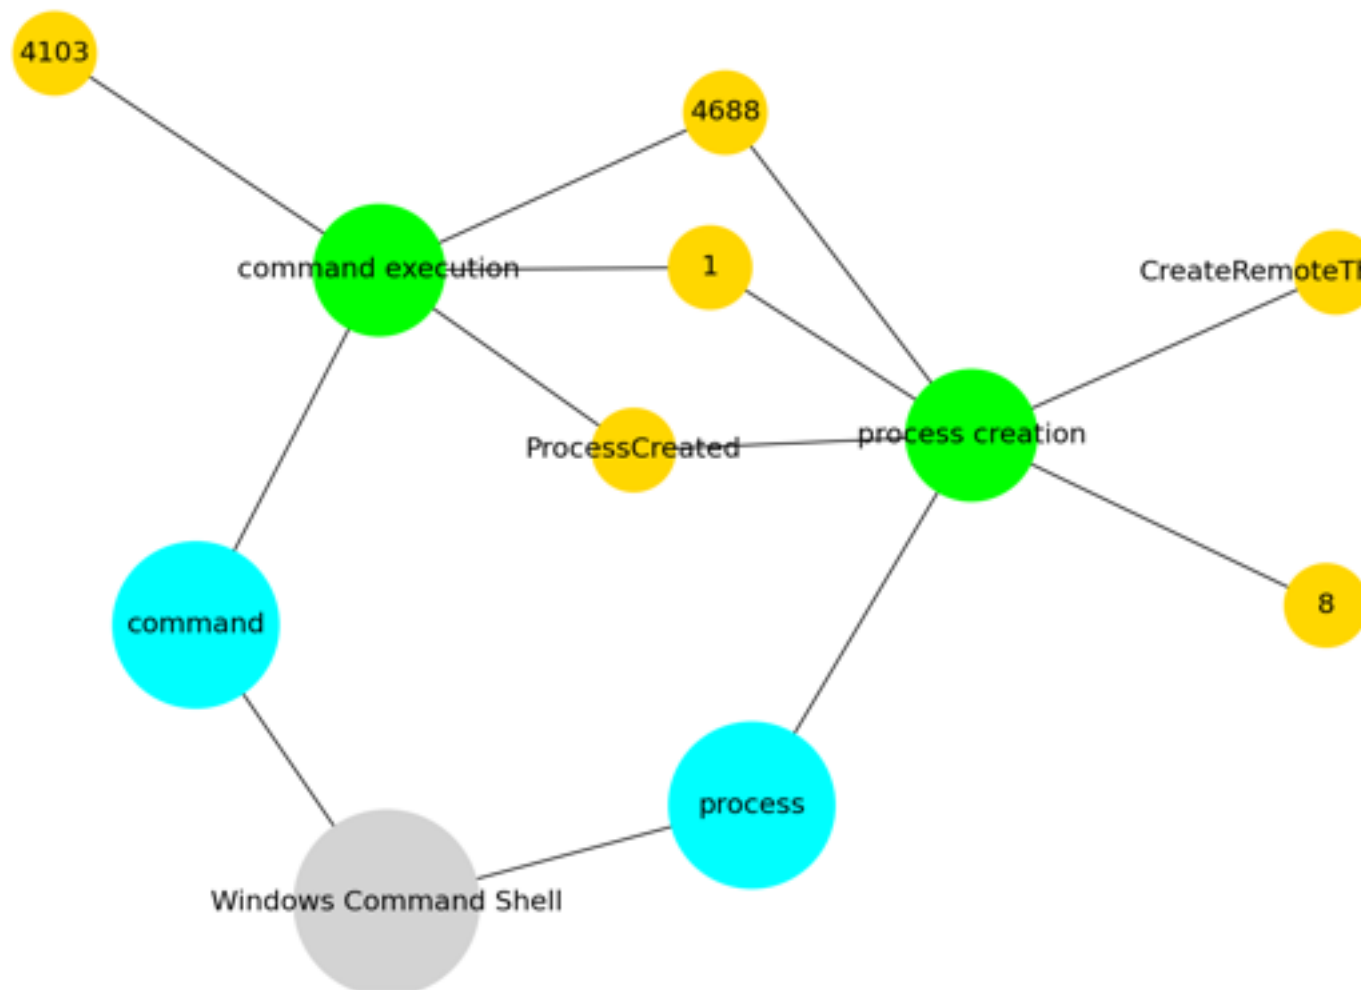 4103
4688
command execution
1
CreateRemoteTh
ProcessCreated
process creation
8
command
process
Windows Command Shell